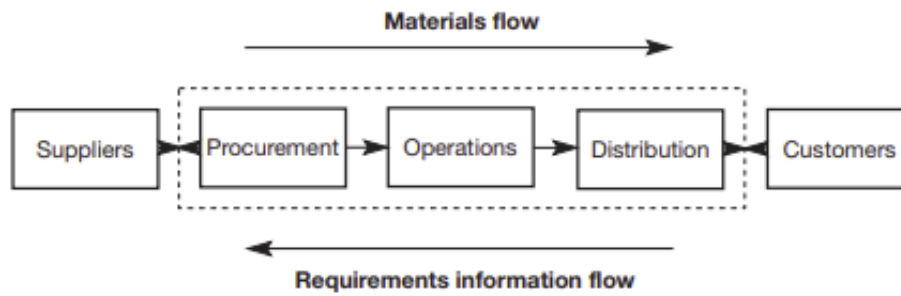 Materials flow
Suppliers
Procurement
Operations
Distribution
Customers
Requirements information flow